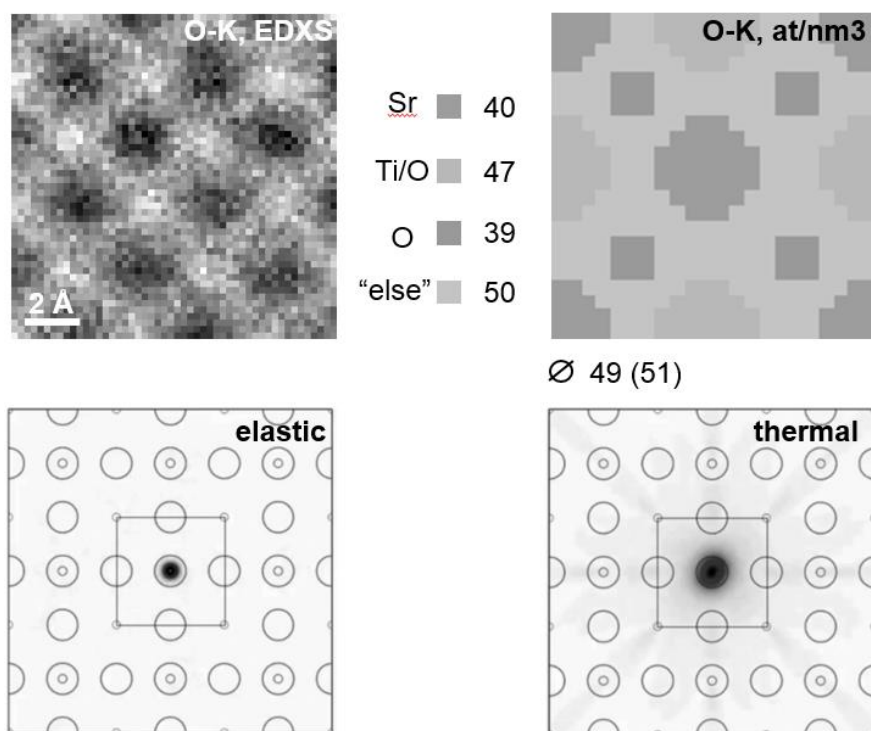 O-K, EDXS
2 Å
Sr 40
Ti/O 47
O 39
“else” 50
O-K, at/nm3
Ø 49 (51)
elastic
thermal